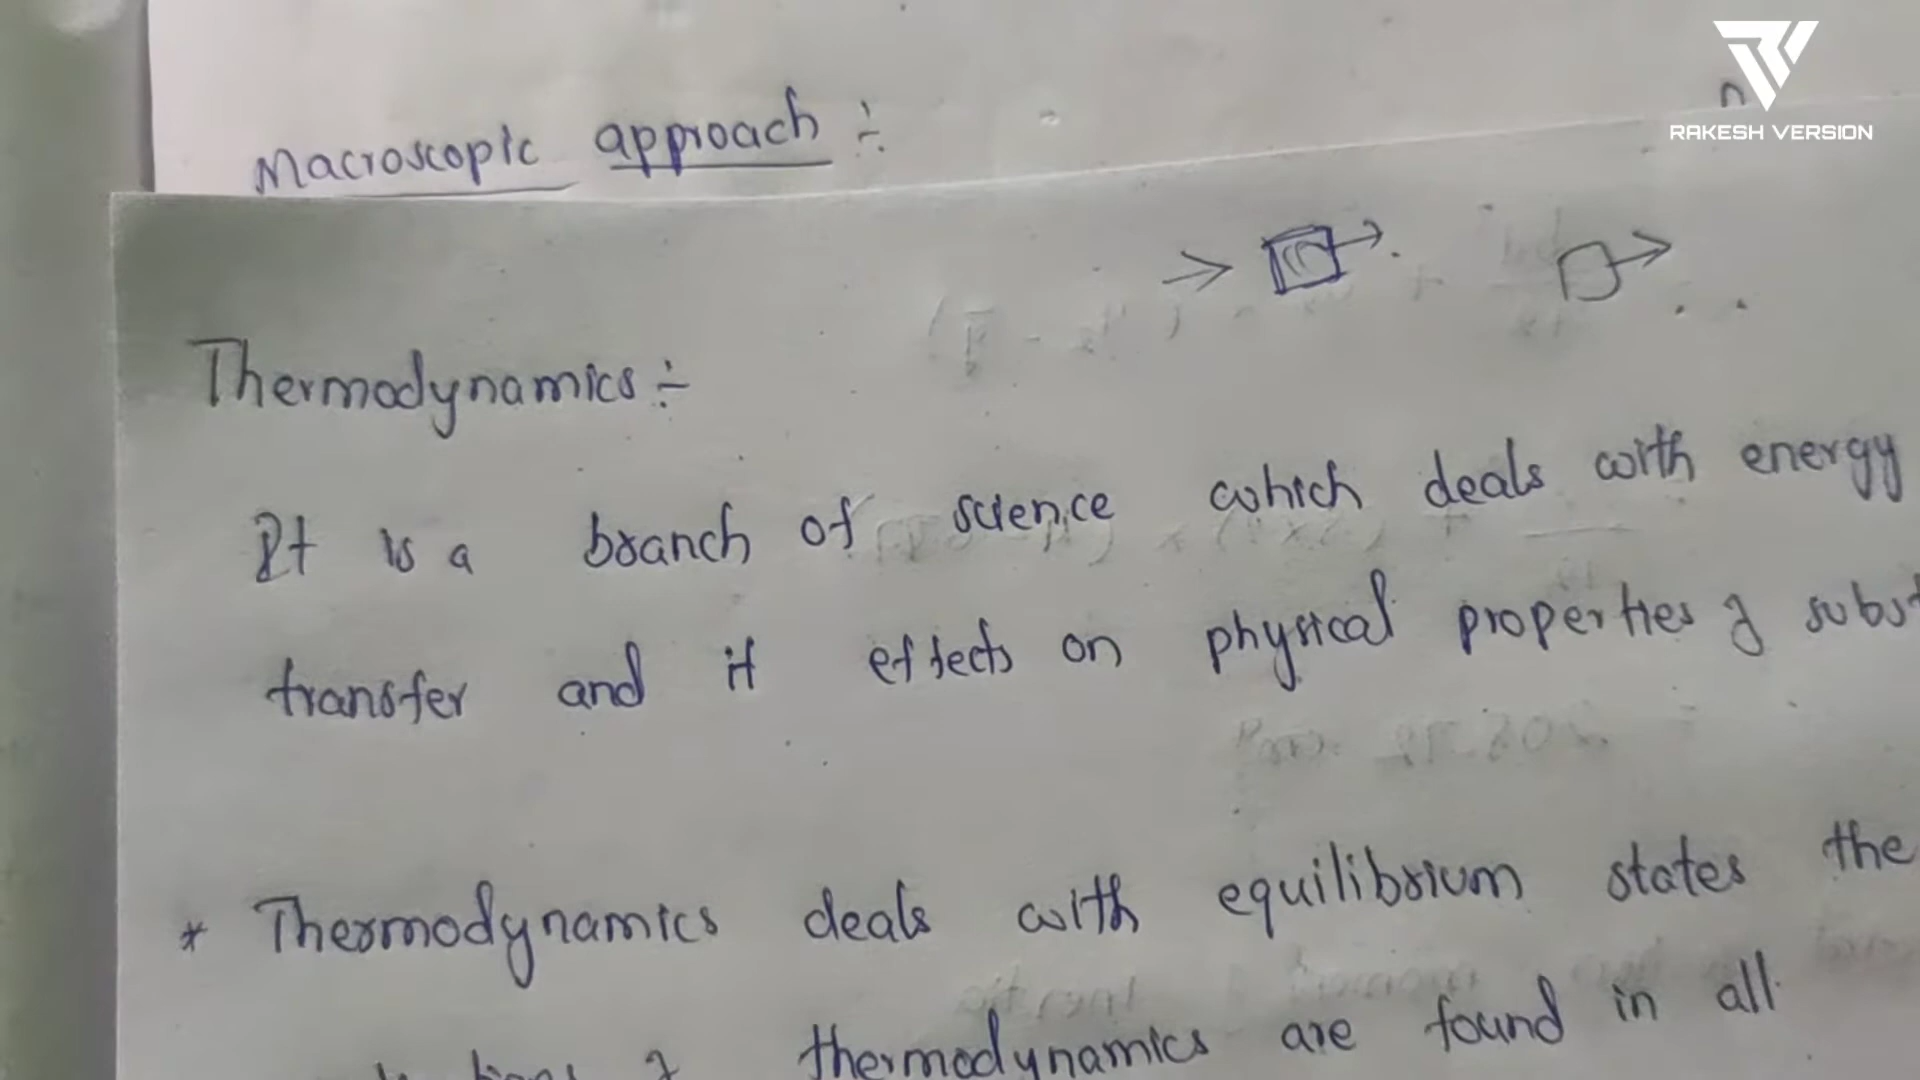 RAKESH VERSION
Macroscopic approach :-
Thermodynamics :-
It is a branch of science which deals with energy
transfer and it effects on physical properties of
* Thermodynamics deals with equilibrium states the
thermodynamics are found in all